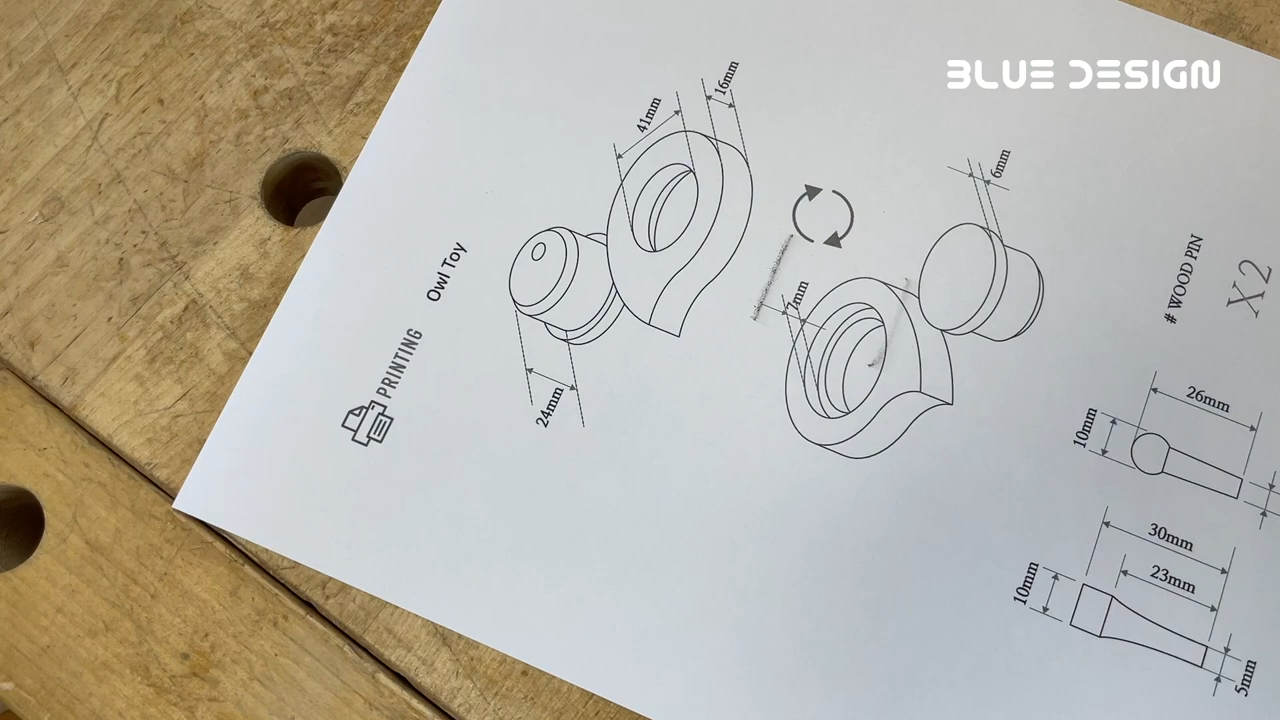 BLUE DESIGN
PRINTING
Owl Toy
41mm
16mm
24mm
7mm
6mm
# WOOD PIN
X2
10mm
26mm
10mm
30mm
23mm
5mm